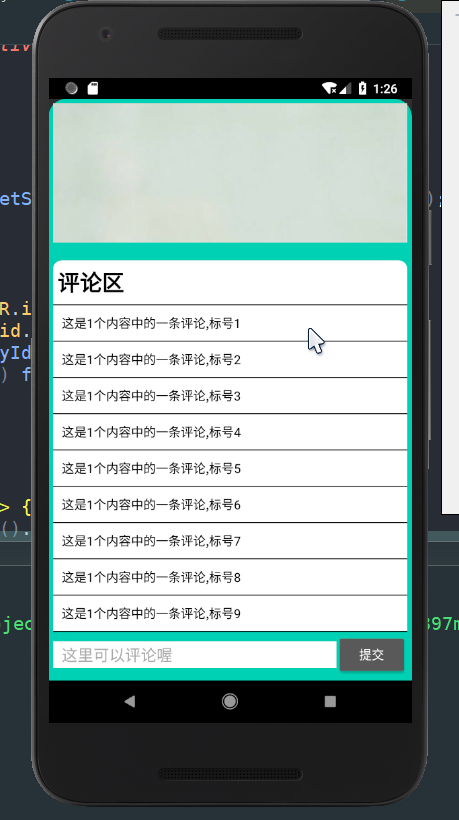 1:26
评论区
这是1个内容中的一条评论,标号1
这是1个内容中的一条评论,标号2
这是1个内容中的一条评论,标号3
这是1个内容中的一条评论,标号4
这是1个内容中的一条评论,标号5
这是1个内容中的一条评论,标号6
这是1个内容中的一条评论,标号7
这是1个内容中的一条评论,标号8
这是1个内容中的一条评论,标号9
这里可以评论喔
提交
etS
);
R.i
id.
yId
) f
> {
().
ojec
397m